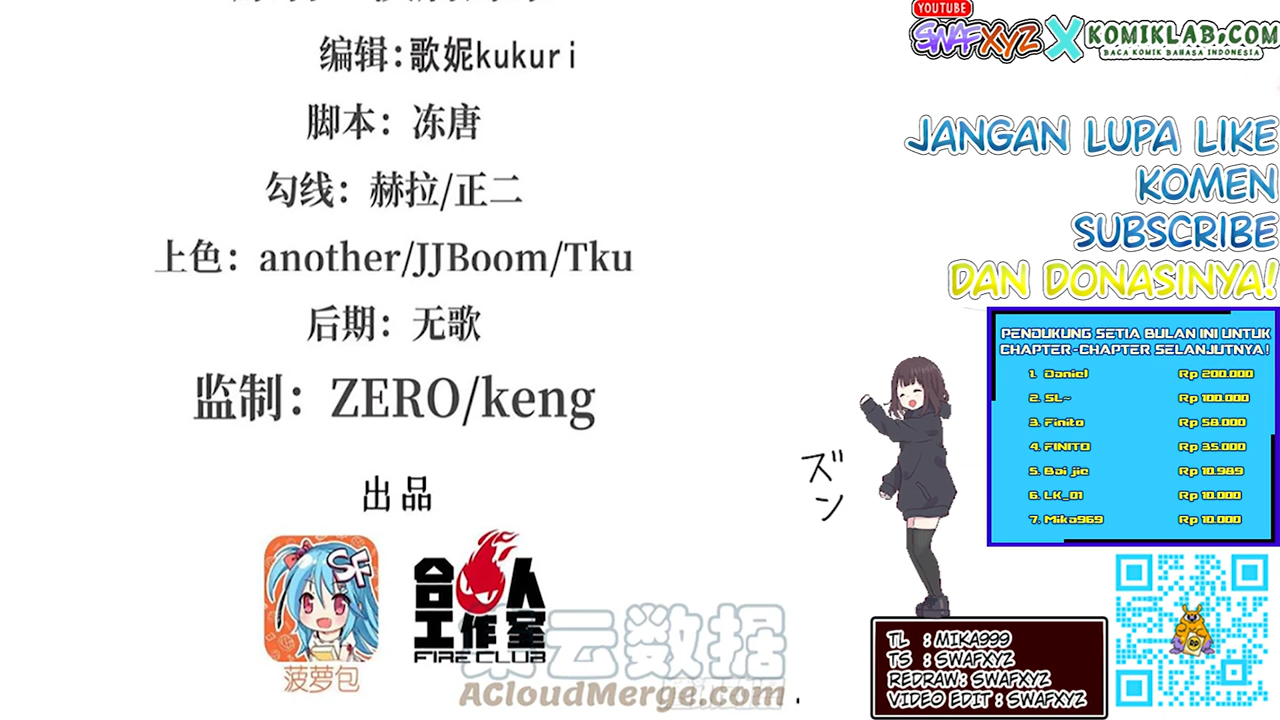 编辑:歌妮kukuri
脚本: 冻唐
勾线: 赫拉/正二
上色: another/JJBoom/Tku
后期: 无歌
监制: ZERO/keng
出品
SF
菠萝包
合火人
工作室
FIRE CLUB
云数据
ACloudMerge.com
YOUTUBE
SWAFXYZ X KOMIKLAB.COM
BACA KOMIK BAHASA INDONESIA
JANGAN LUPA LIKE
KOMEN
SUBSCRIBE
DAN DONASINYA!
PENDUKUNG SETIA BULAN INI UNTUK
CHAPTER-CHAPTER SELANJUTNYA!
1. Daniel Rp 200.000
2. SL~ Rp 100.000
3. Finito Rp 58.000
4. FINITO Rp 35.000
5. Bai jie Rp 10.989
6. LK_01 Rp 10.000
7. Mika969 Rp 10.000
ズン
TL : MIKA999
TS : SWAFXYZ
REDRAW : SWAFXYZ
VIDEO EDIT : SWAFXYZ